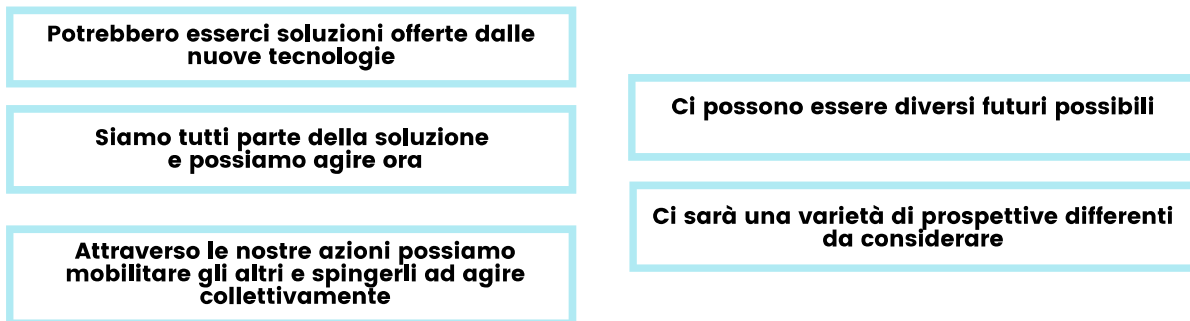 Potrebbero esserci soluzioni offerte dalle
nuove tecnologie
Siamo tutti parte della soluzione
e possiamo agire ora
Attraverso le nostre azioni possiamo
mobilitare gli altri e spingerli ad agire
collettivamente
Ci possono essere diversi futuri possibili
Ci sarà una varietà di prospettive differenti
da considerare